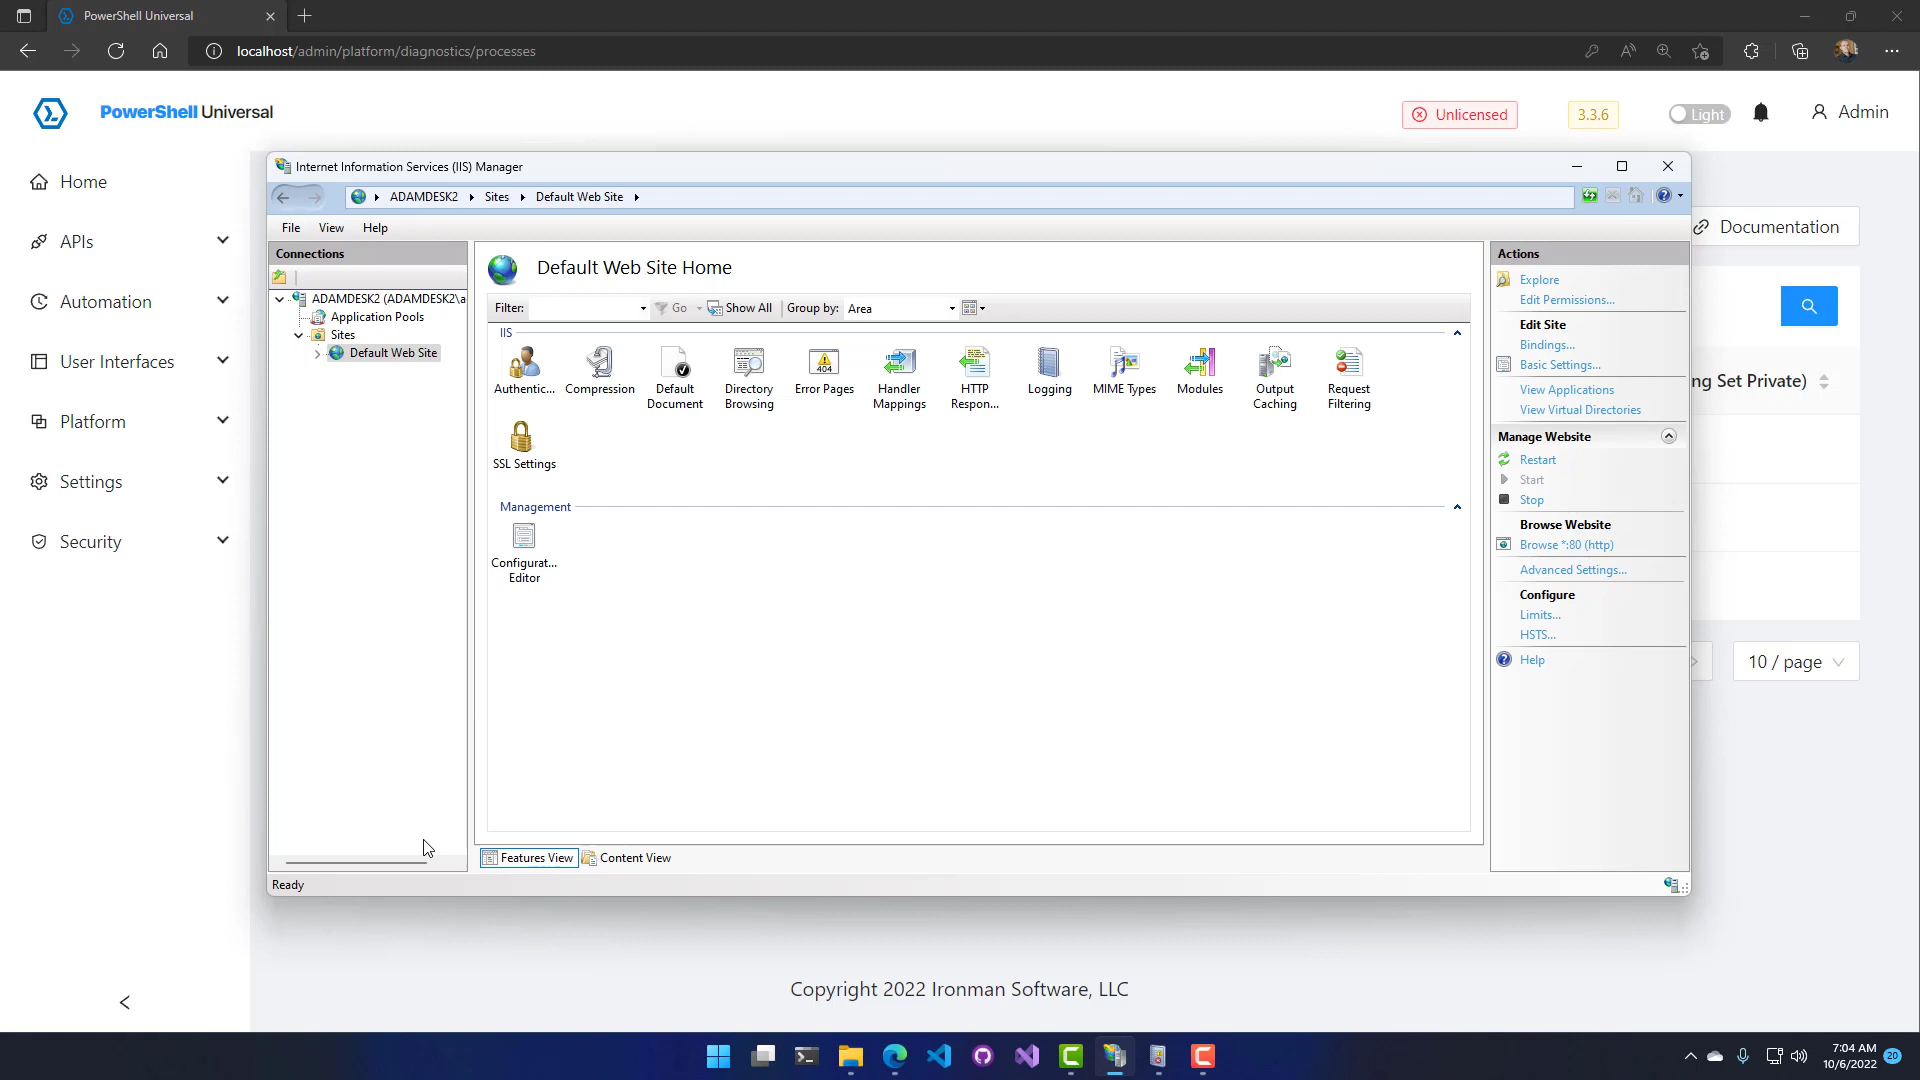 PowerShell Universal
localhost/admin/platform/diagnostics/processes
PowerShell Universal
Unlicensed
3.3.6
Light
Admin
Home
APIs
Automation
User Interfaces
Platform
Settings
Security
Documentation
ng Set Private)
10 / page
Internet Information Services (IIS) Manager
ADAMDESK2
Sites
Default Web Site
File View Help
Connections
ADAMDESK2 (ADAMDESK2\a
Application Pools
Sites
Default Web Site
Default Web Site Home
Filter: Go Show All Group by: Area
IIS
Authentic...
Compression
Default
Document
Directory
Browsing
404
Error Pages
Handler
Mappings
HTTP
Respon...
Logging
MIME Types
Modules
Output
Caching
Request
Filtering
SSL Settings
Management
Configurat...
Editor
Features View
Content View
Ready
Actions
Explore
Edit Permissions...
Edit Site
Bindings...
Basic Settings...
View Applications
View Virtual Directories
Manage Website
Restart
Start
Stop
Browse Website
Browse *:80 (http)
Advanced Settings...
Configure
Limits...
HSTS...
Help
Copyright 2022 Ironman Software, LLC
7:04 AM
10/6/2022
20